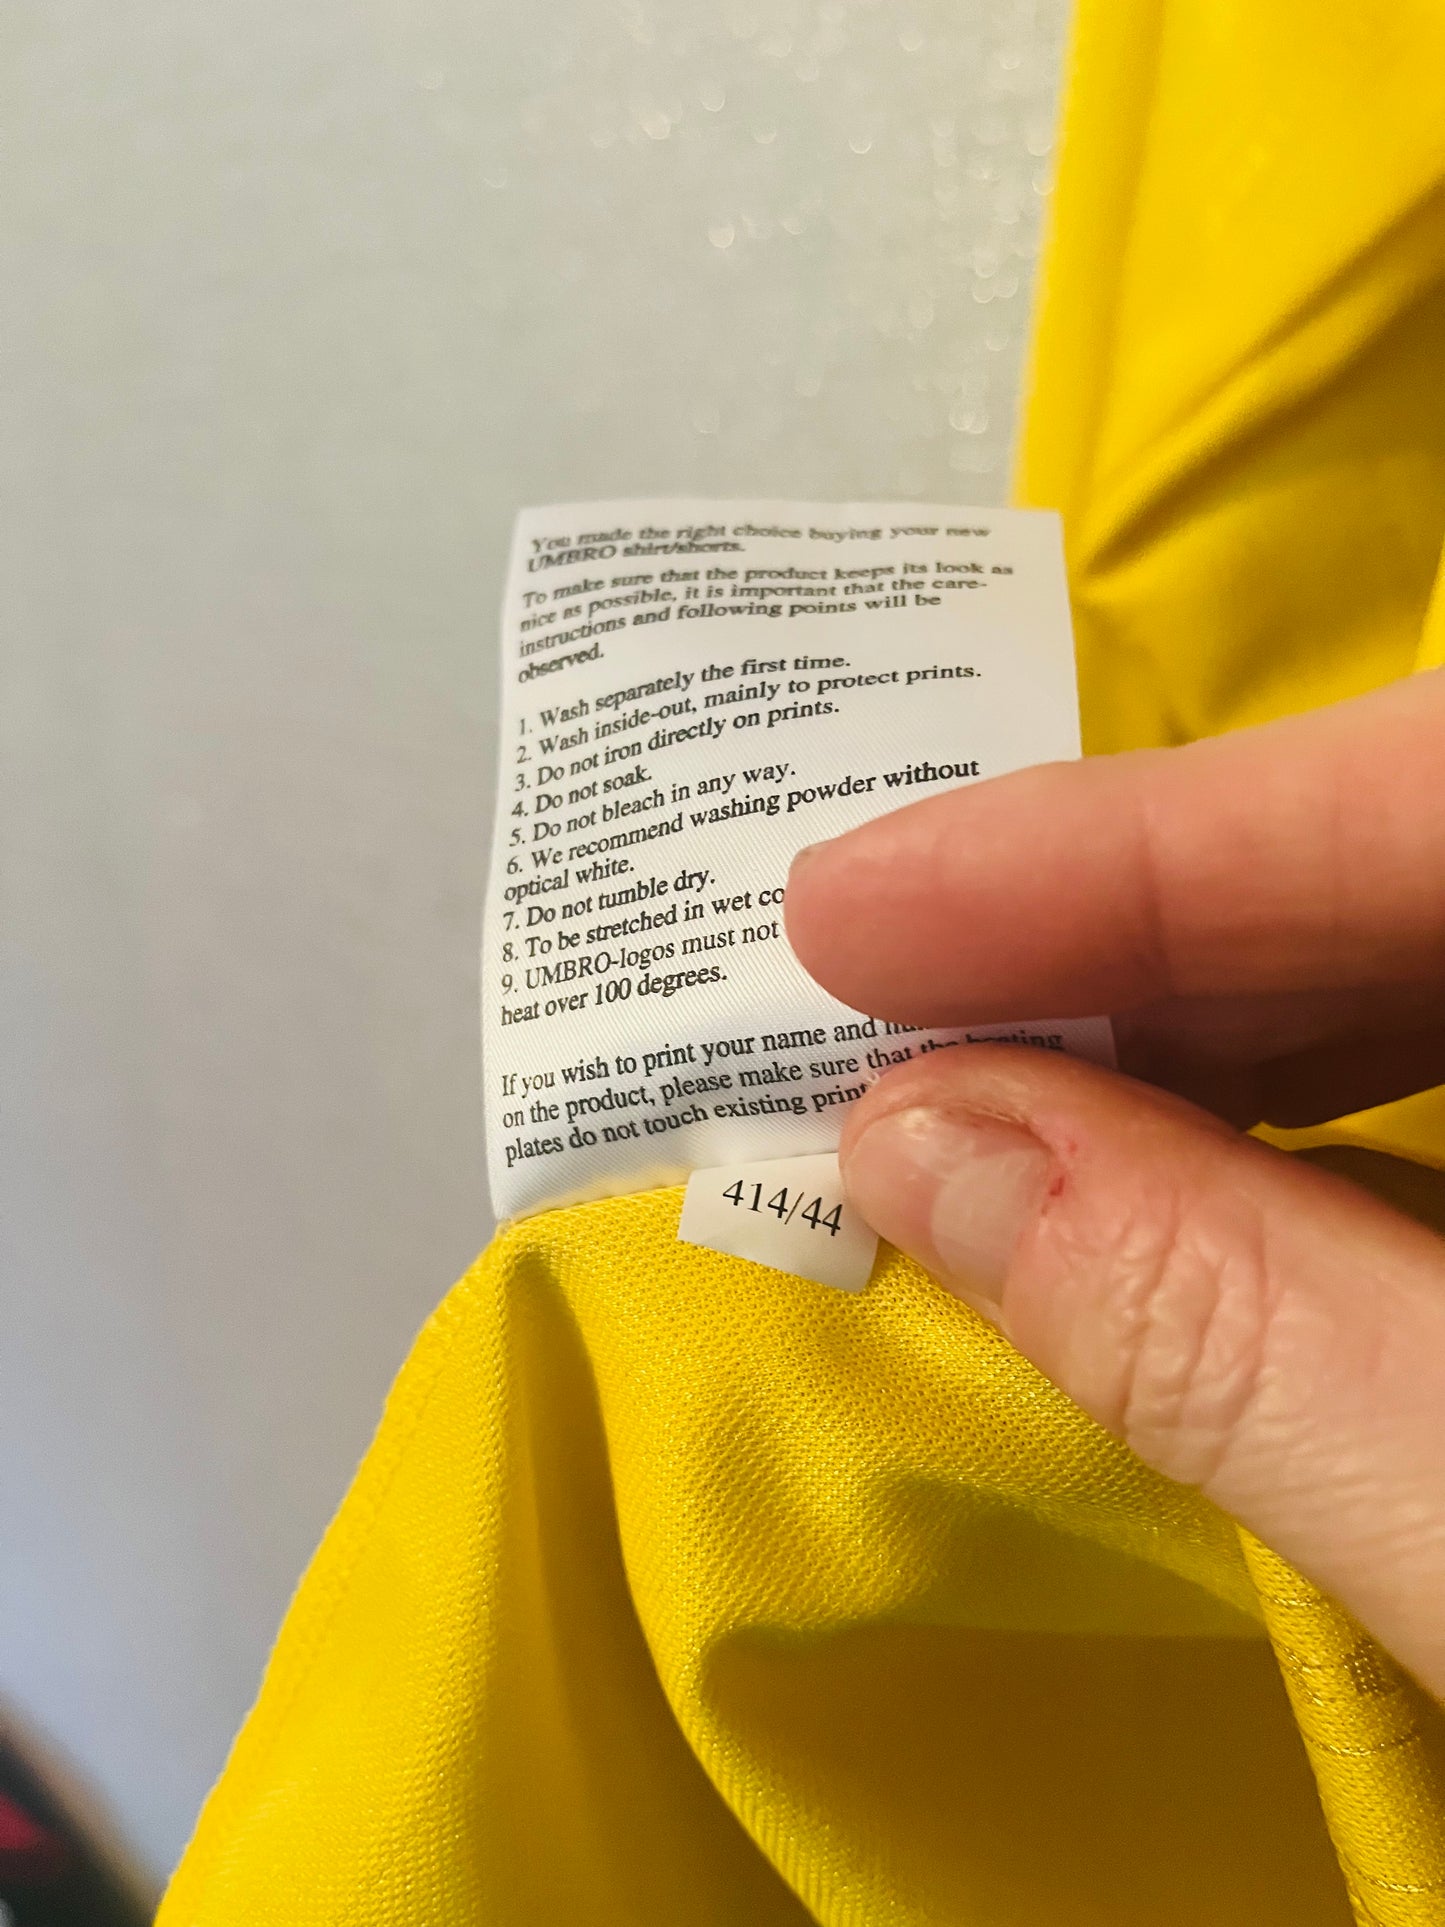 You made the right choice buying your new
UMBRO shirt/shorts.
To make sure that the product keeps its look as
nice as possible, it is important that the care-
instructions and following points will be
observed.
1. Wash separately the first time.
2. Wash inside-out, mainly to protect prints.
3. Do not iron directly on prints.
4. Do not soak.
5. Do not bleach in any way.
6. We recommend washing powder without
optical white.
7. Do not tumble dry.
8. To be stretched in wet
9. UMBRO-logos must not
heat over 100 degrees.
If you wish to print your name and
on the product, please make sure that the heating
plates do not touch existing
414/44